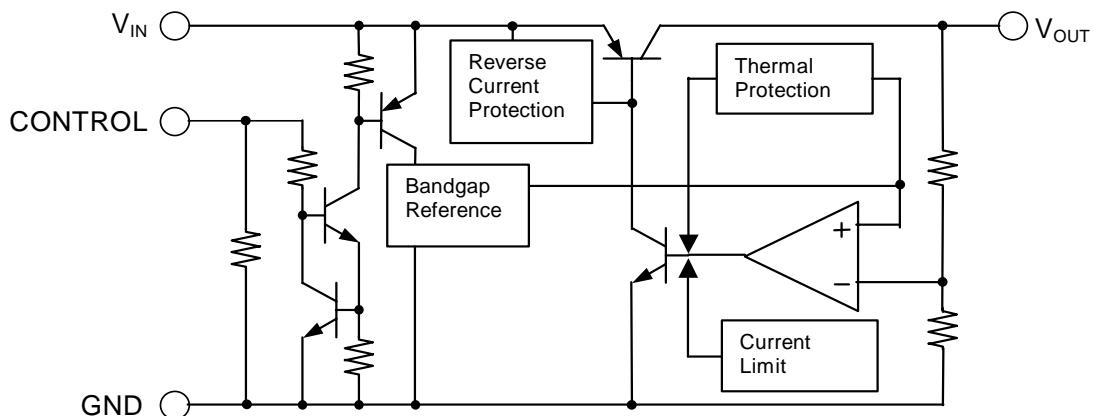 V_IN
V_OUT
Reverse
Current
Protection
Thermal
Protection
CONTROL
Bandgap
Reference
+
−
Current
Limit
GND